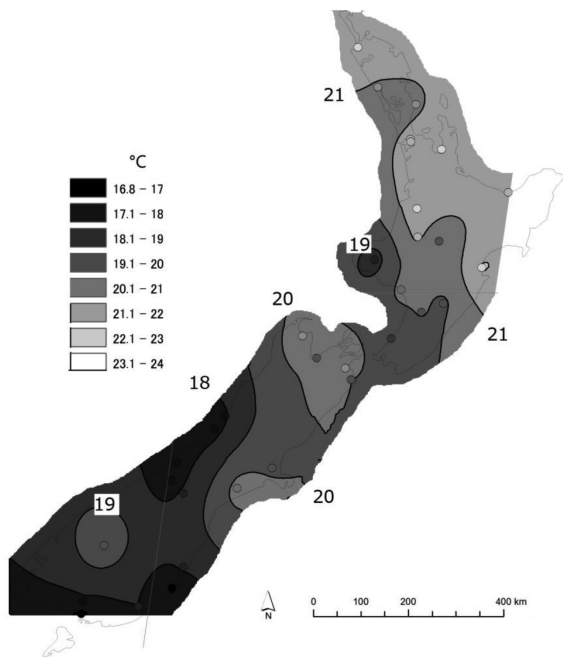 21
°C
16.8 – 17
17.1 – 18
18.1 – 19
19.1 – 20
20.1 – 21
21.1 – 22
22.1 – 23
23.1 – 24
19
20
21
18
19
20
N
0 100 200 300 400 km